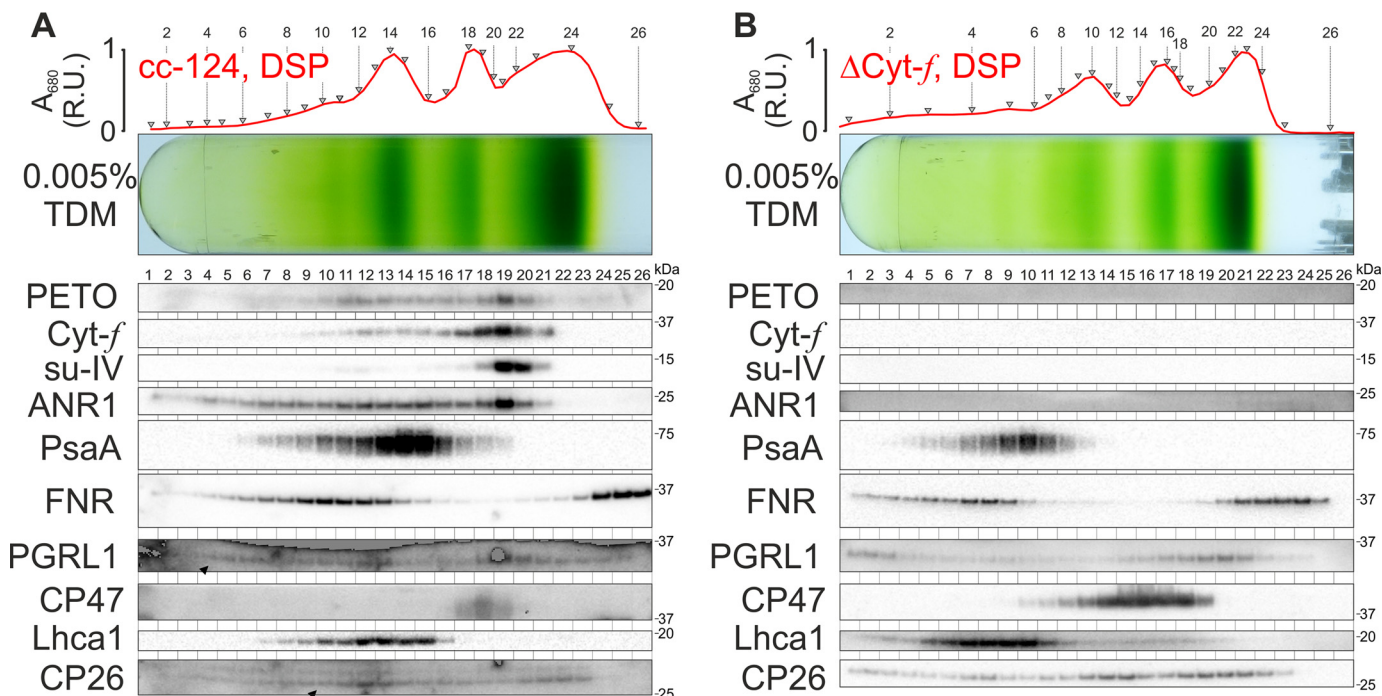 A
2 4 6 8 10 12 14 16 18 20 22 24 26
1
A680
(R.U.)
0
cc-124, DSP
0.005%
TDM
1 2 3 4 5 6 7 8 9 10 11 12 13 14 15 16 17 18 19 20 21 22 23 24 25 26 kDa
PETO -20
Cyt-f -37
su-IV -15
ANR1 -25
PsaA -75
FNR -37
PGRL1 -37
CP47 -37
Lhca1 -20
CP26 -25
B
2 4 6 8 10 12 14 16 18 20 22 24 26
1
A680
(R.U.)
0
ΔCyt-f, DSP
0.005%
TDM
1 2 3 4 5 6 7 8 9 10 11 12 13 14 15 16 17 18 19 20 21 22 23 24 25 26 kDa
PETO -20
Cyt-f -37
su-IV -15
ANR1 -25
PsaA -75
FNR -37
PGRL1 -37
CP47 -37
Lhca1 -20
CP26 -25